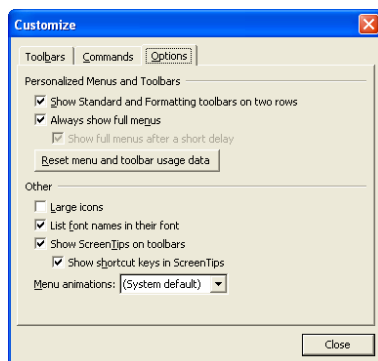 Customize
Toolbars Commands Options
Personalized Menus and Toolbars
Show Standard and Formatting toolbars on two rows
Always show full menus
Show full menus after a short delay
Reset menu and toolbar usage data
Other
Large icons
List font names in their font
Show ScreenTips on toolbars
Show shortcut keys in ScreenTips
Menu animations: (System default)
Close